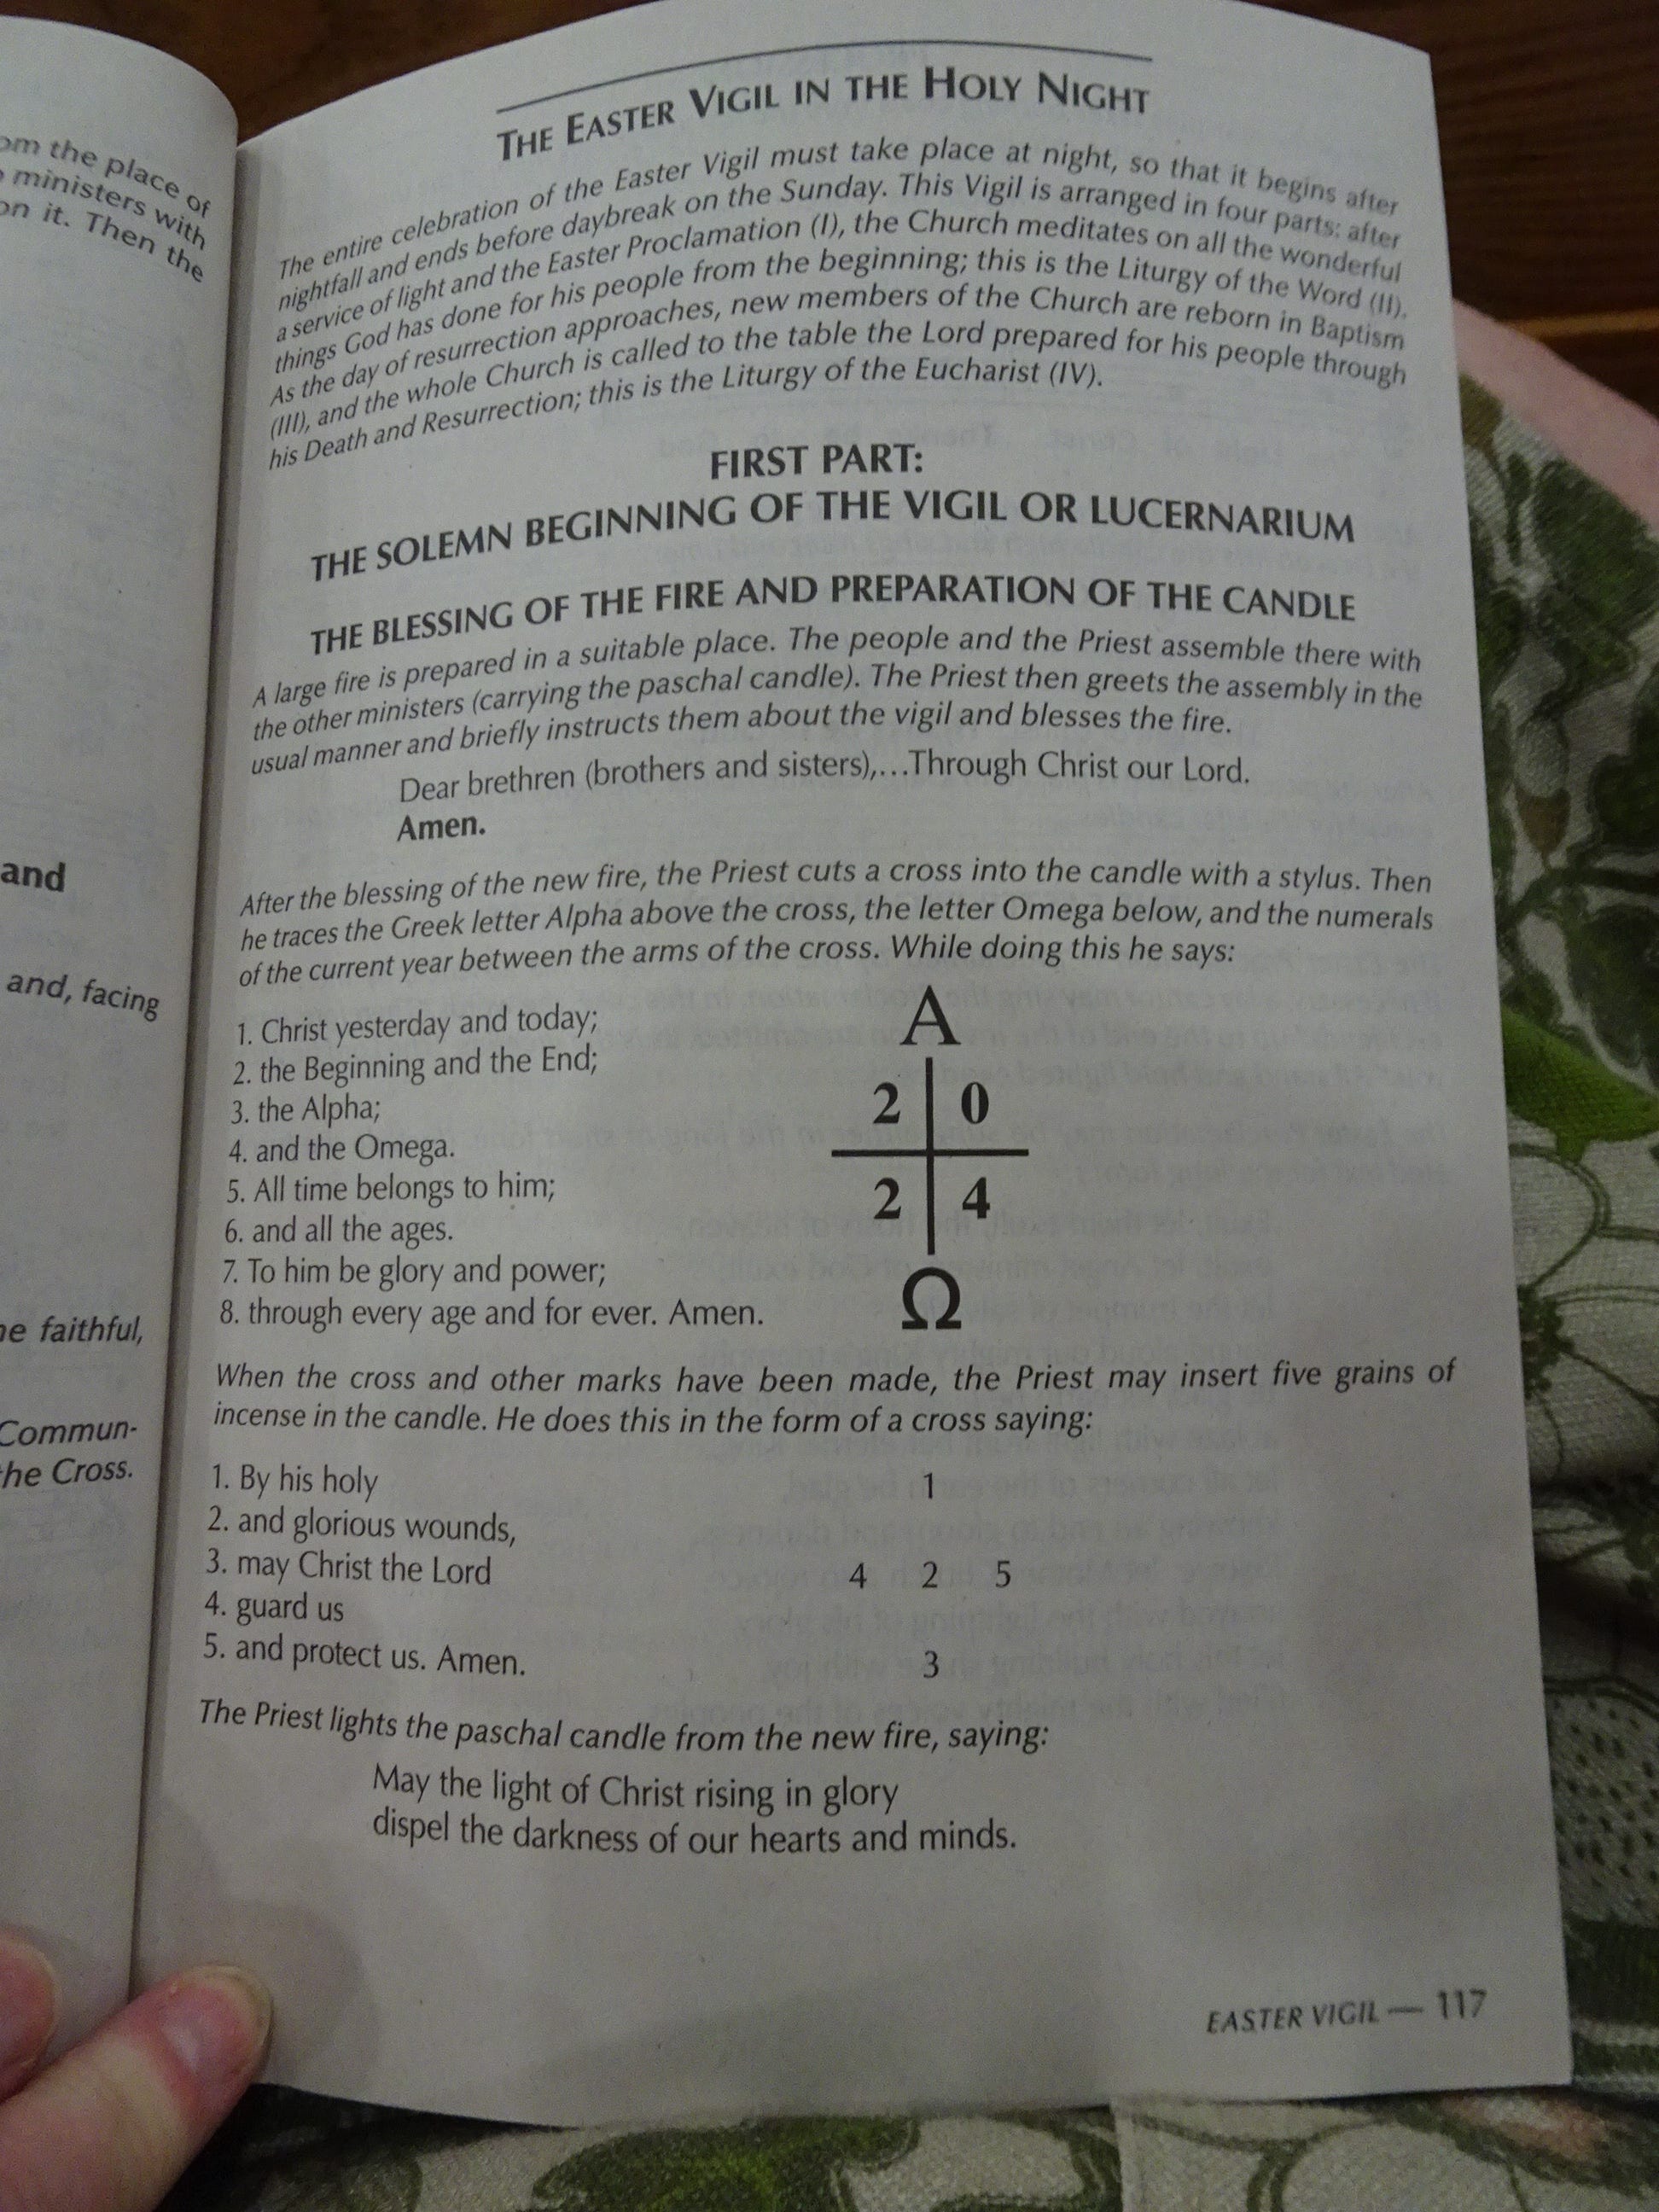 om the place of
ministers with
on it. Then the
and
and, facing
he faithful,
Commun-
the Cross.
THE EASTER VIGIL IN THE HOLY NIGHT
The entire celebration of the Easter Vigil must take place at night, so that it begins after
nightfall and ends before daybreak on the Sunday. This Vigil is arranged in four parts: after
a service of light and the Easter Proclamation (I), the Church meditates on all the wonderful
things God has done for his people from the beginning; this is the Liturgy of the Word (II).
As the day of resurrection approaches, new members of the Church are reborn in Baptism
(III), and the whole Church is called to the table the Lord prepared for his people through
his Death and Resurrection; this is the Liturgy of the Eucharist (IV).
FIRST PART:
THE SOLEMN BEGINNING OF THE VIGIL OR LUCERNARIUM
THE BLESSING OF THE FIRE AND PREPARATION OF THE CANDLE
A large fire is prepared in a suitable place. The people and the Priest assemble there with
the other ministers (carrying the paschal candle). The Priest then greets the assembly in the
usual manner and briefly instructs them about the vigil and blesses the fire.
Dear brethren (brothers and sisters),...Through Christ our Lord.
Amen.
After the blessing of the new fire, the Priest cuts a cross into the candle with a stylus. Then
he traces the Greek letter Alpha above the cross, the letter Omega below, and the numerals
of the current year between the arms of the cross. While doing this he says:
1. Christ yesterday and today;
2. the Beginning and the End;
3. the Alpha;
4. and the Omega.
5. All time belongs to him;
6. and all the ages.
7. To him be glory and power;
8. through every age and for ever. Amen.
Α
2 0
2 4
Ω
When the cross and other marks have been made, the Priest may insert five grains of
incense in the candle. He does this in the form of a cross saying:
1. By his holy
2. and glorious wounds,
3. may Christ the Lord
4. guard us
5. and protect us. Amen.
1
4 2 5
3
The Priest lights the paschal candle from the new fire, saying:
May the light of Christ rising in glory
dispel the darkness of our hearts and minds.
EASTER VIGIL — 117